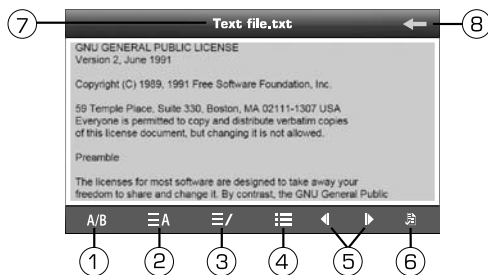 7 Text file.txt 8
GNU GENERAL PUBLIC LICENSE
Version 2, June 1991
Copyright (C) 1989, 1991 Free Software Foundation, Inc.
59 Temple Place, Suite 330, Boston, MA 02111-1307 USA
Everyone is permitted to copy and distribute verbatim copies
of this license document, but changing it is not allowed.
Preamble
The licenses for most software are designed to take away your
freedom to share and change it. By contrast, the GNU General Public
A/B A
1 2 3 4 5 6